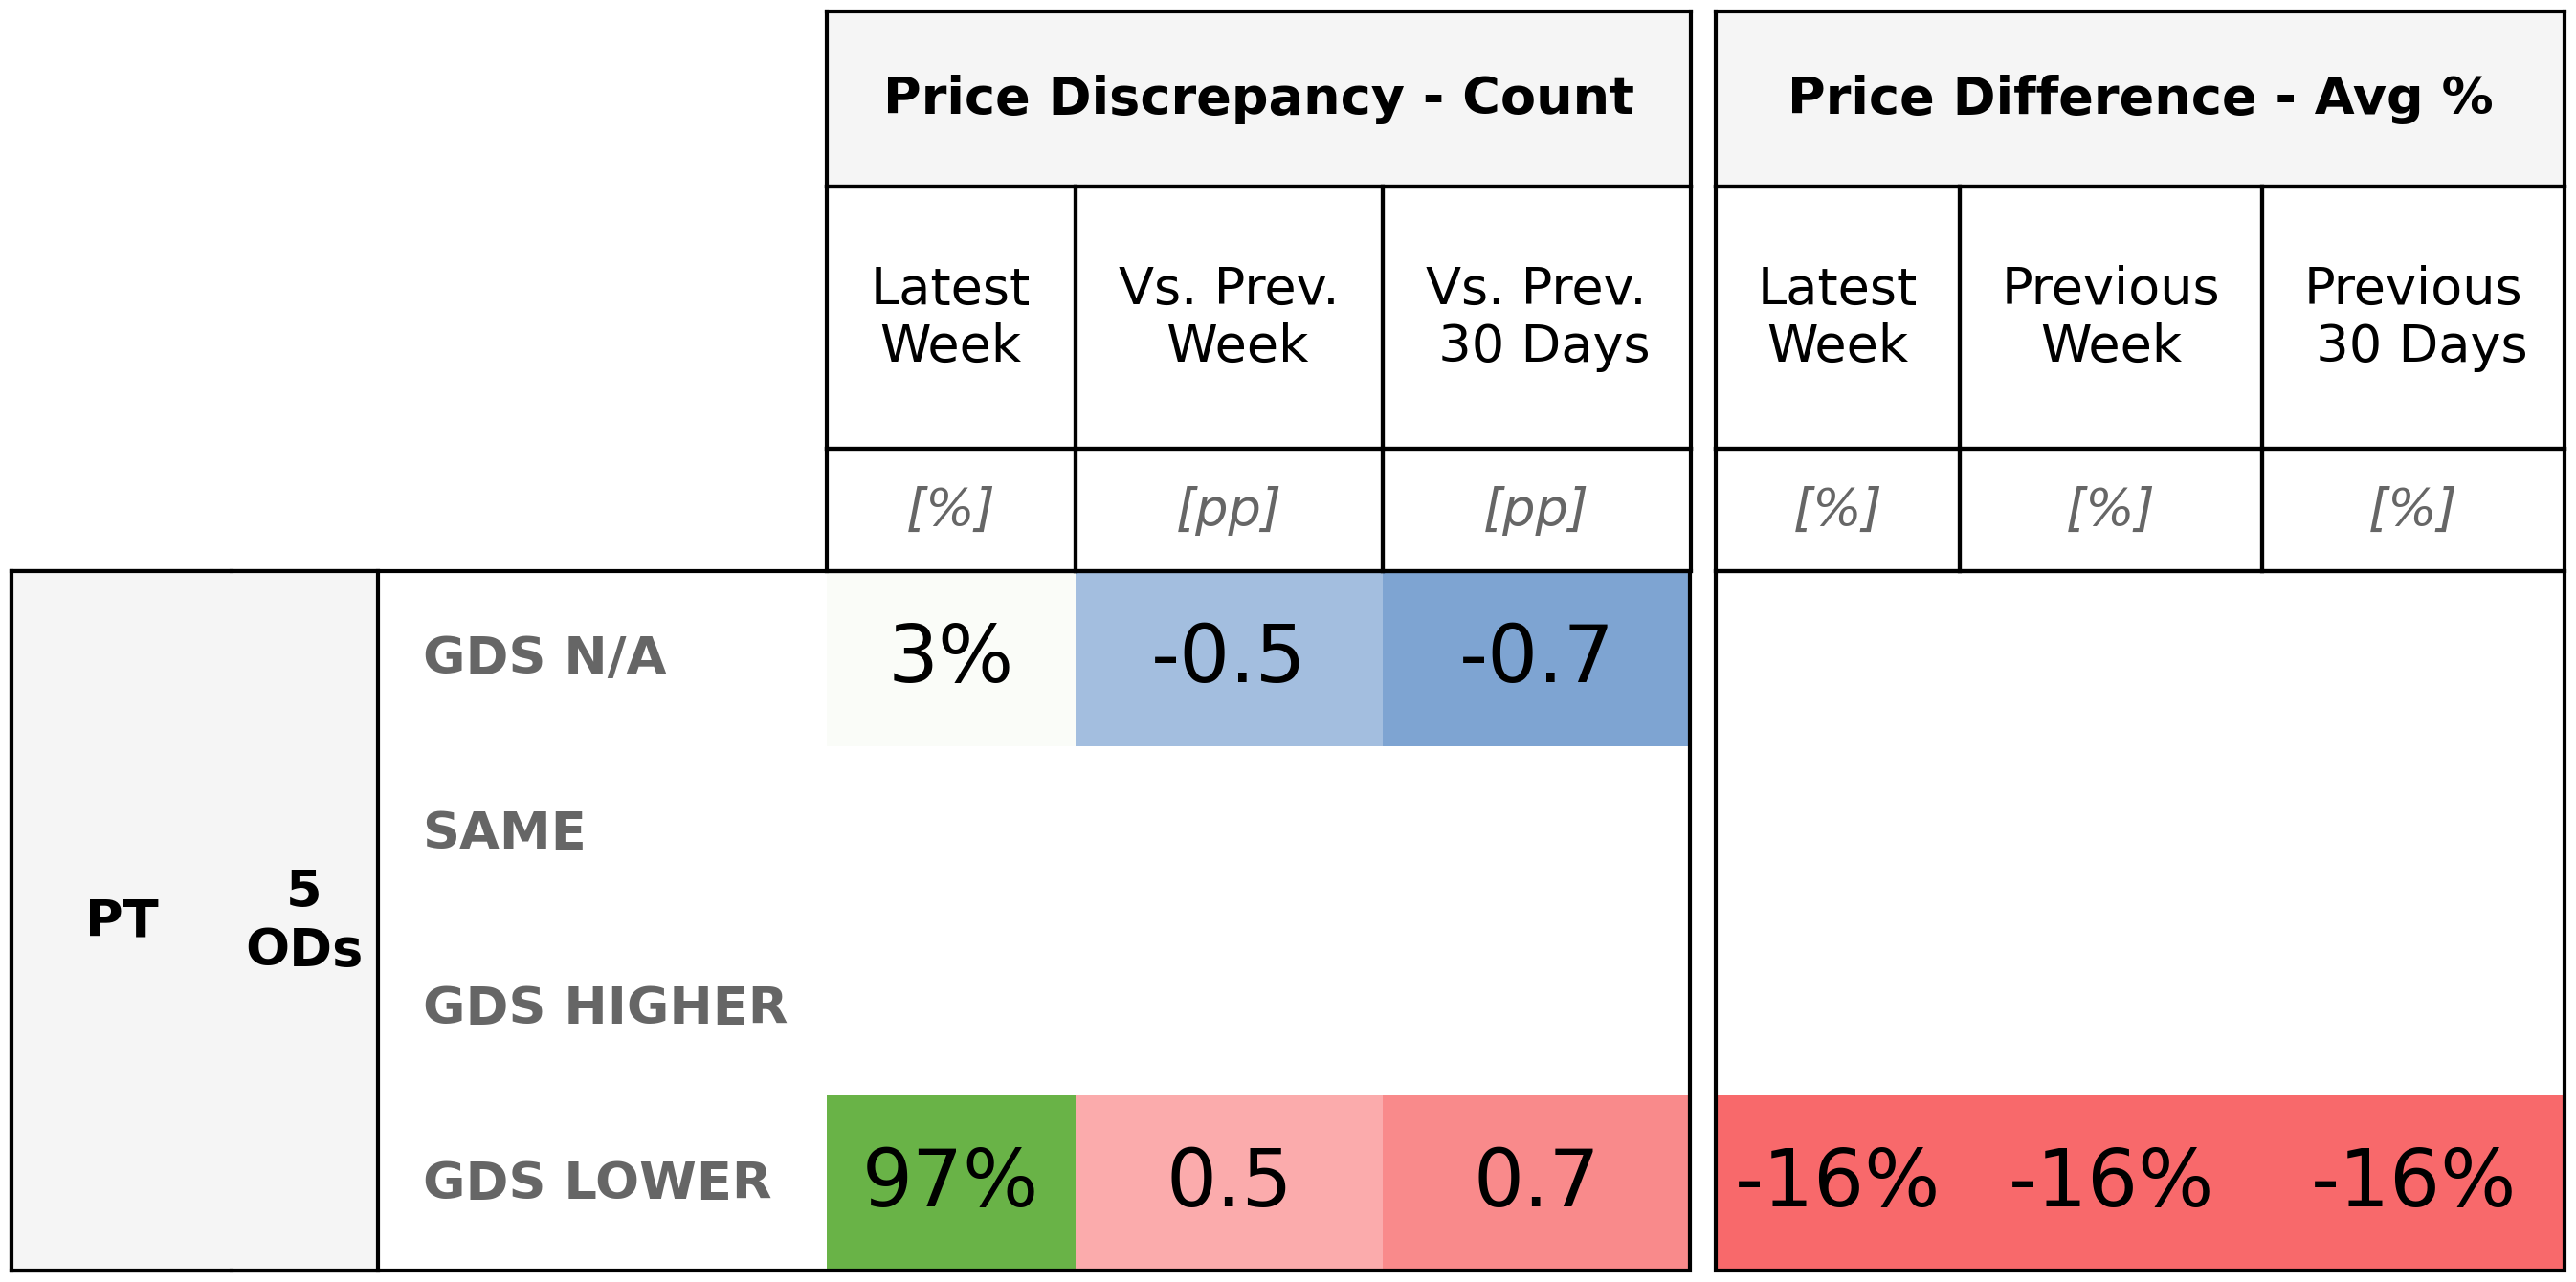 Price Discrepancy - Count Price Difference - Avg %
Latest Vs. Prev. Vs. Prev. Latest Previous Previous
Week Week 30 Days Week Week 30 Days
[%] [pp] [pp] [%] [%] [%]
GDS N/A 3% -0.5 -0.7
SAME
PT 5 ODs
GDS HIGHER
GDS LOWER 97% 0.5 0.7 -16% -16% -16%